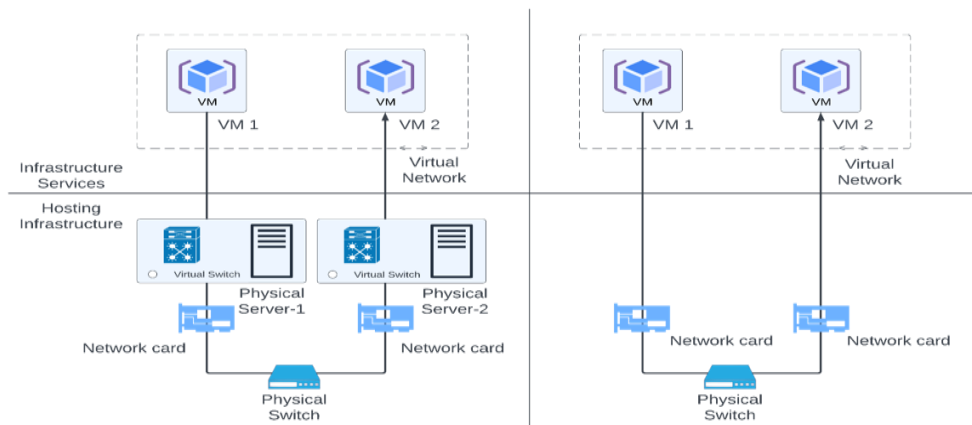 VM
VM 1
VM
VM 2
Virtual
Network
Infrastructure
Services
Hosting
Infrastructure
Virtual Switch
Physical
Server-1
Virtual Switch
Physical
Server-2
Network card
Network card
Physical
Switch
VM
VM 1
VM
VM 2
Virtual
Network
Network card
Network card
Physical
Switch